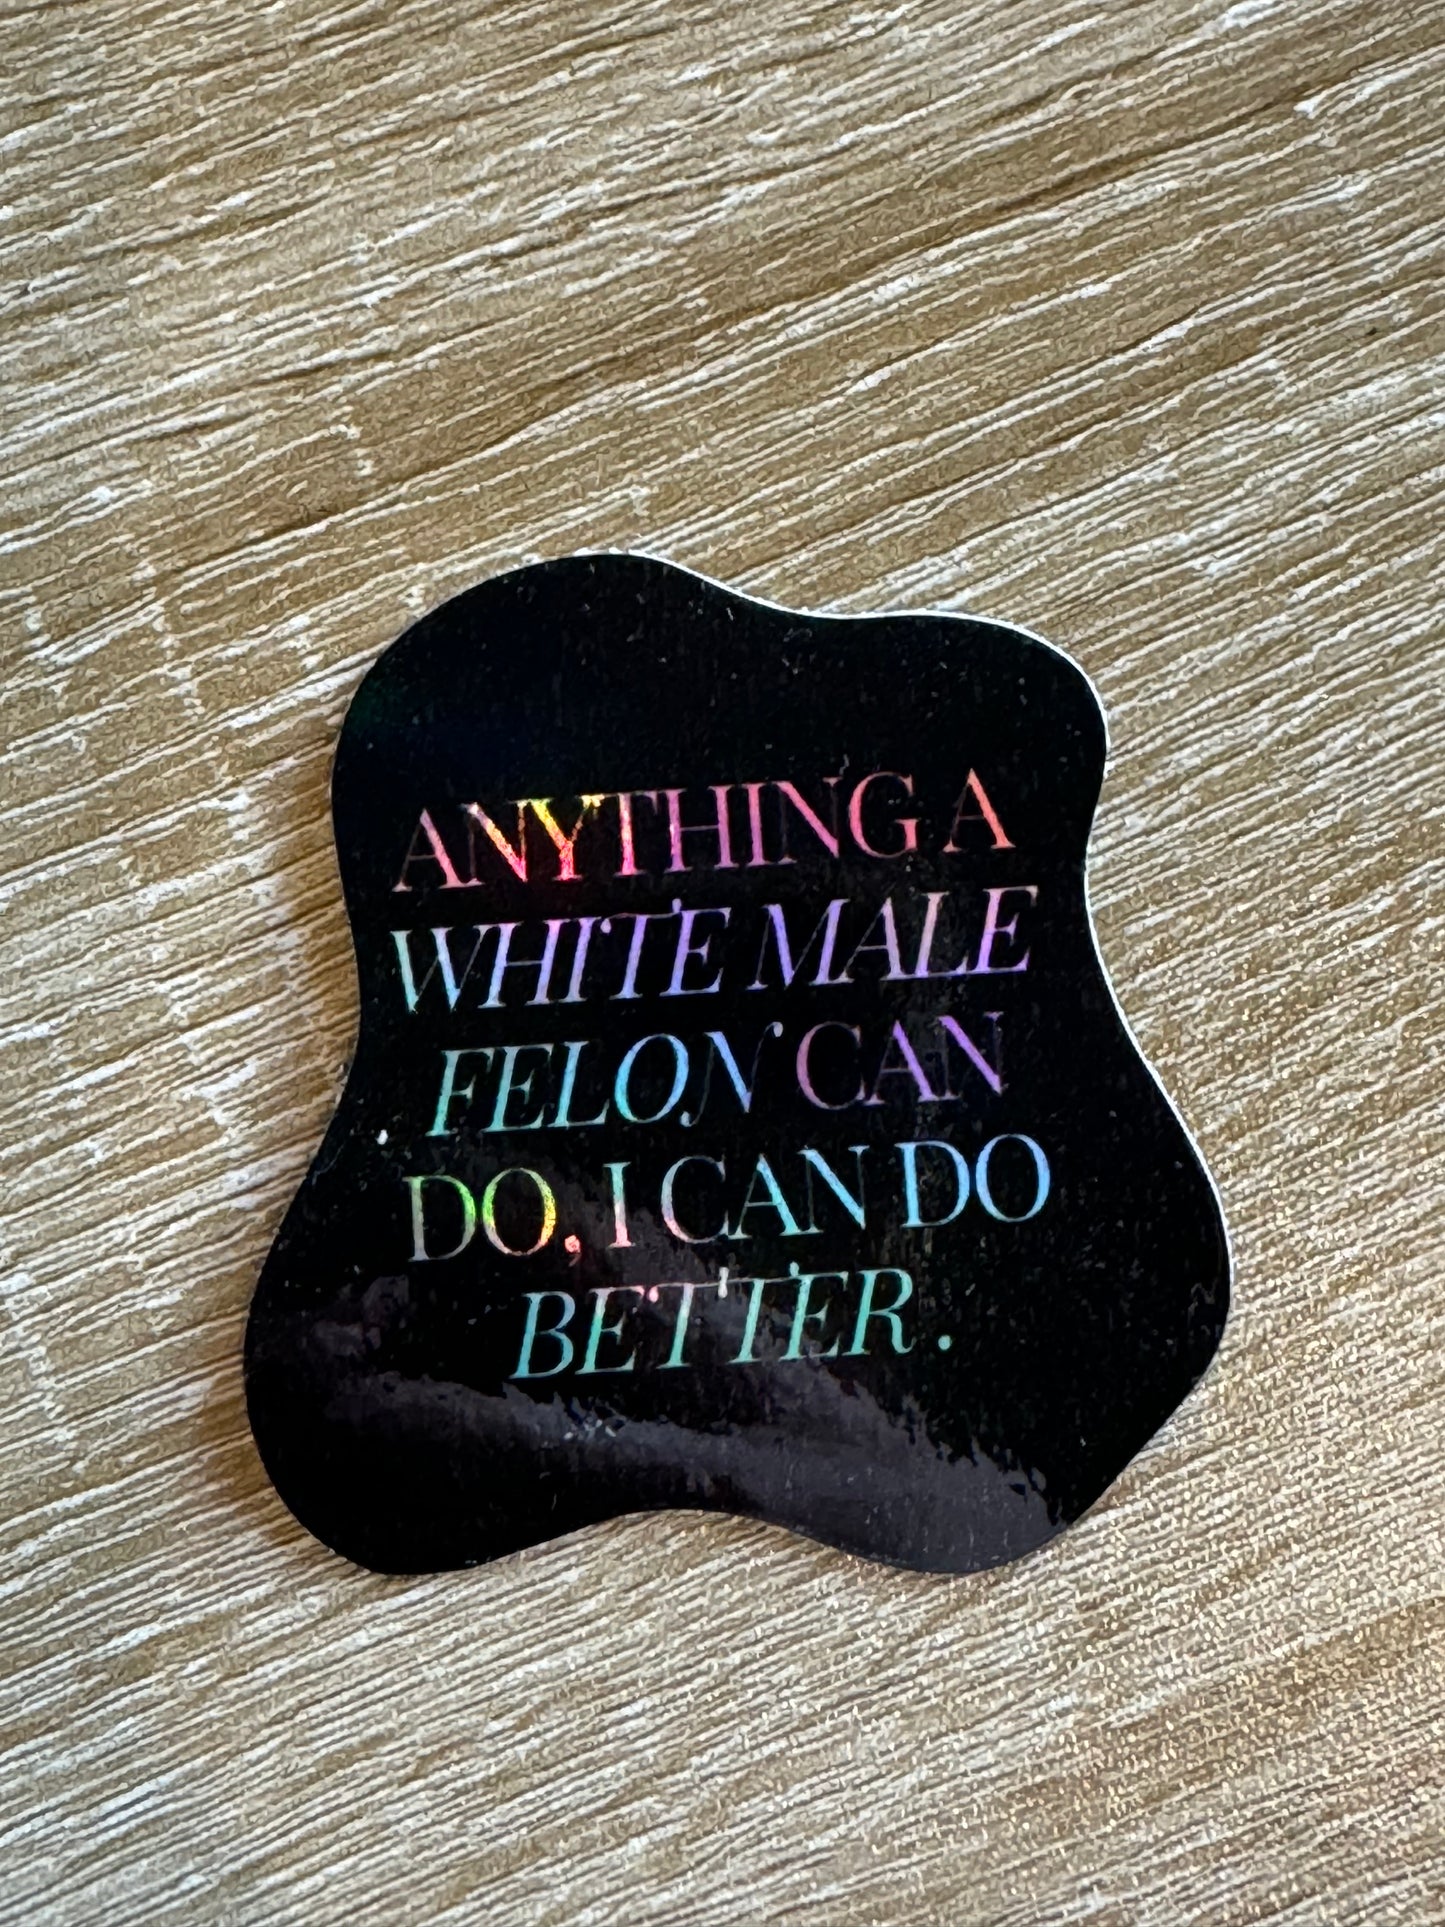 ANYTHING A
WHITE MALE
FELON CAN
DO, I CAN DO
BETTER.